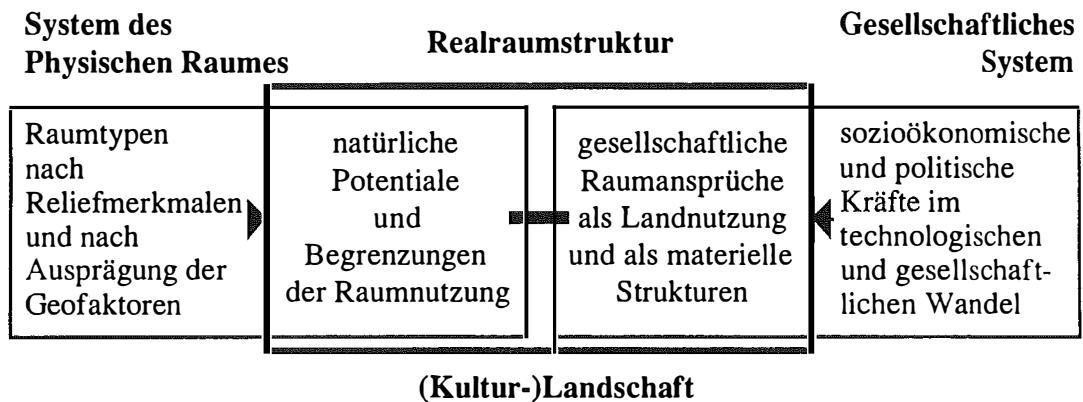 System des
Physischen Raumes
Realraumstruktur
Gesellschaftliches
System
Raumtypen
nach
Reliefmerkmalen
und nach
Ausprägung der
Geofaktoren
natürliche
Potentiale
und
Begrenzungen
der Raumnutzung
gesellschaftliche
Raumansprüche
als Landnutzung
und als materielle
Strukturen
sozioökonomische
und politische
Kräfte im
technologischen
und gesellschaft-
lichen Wandel
(Kultur-)Landschaft